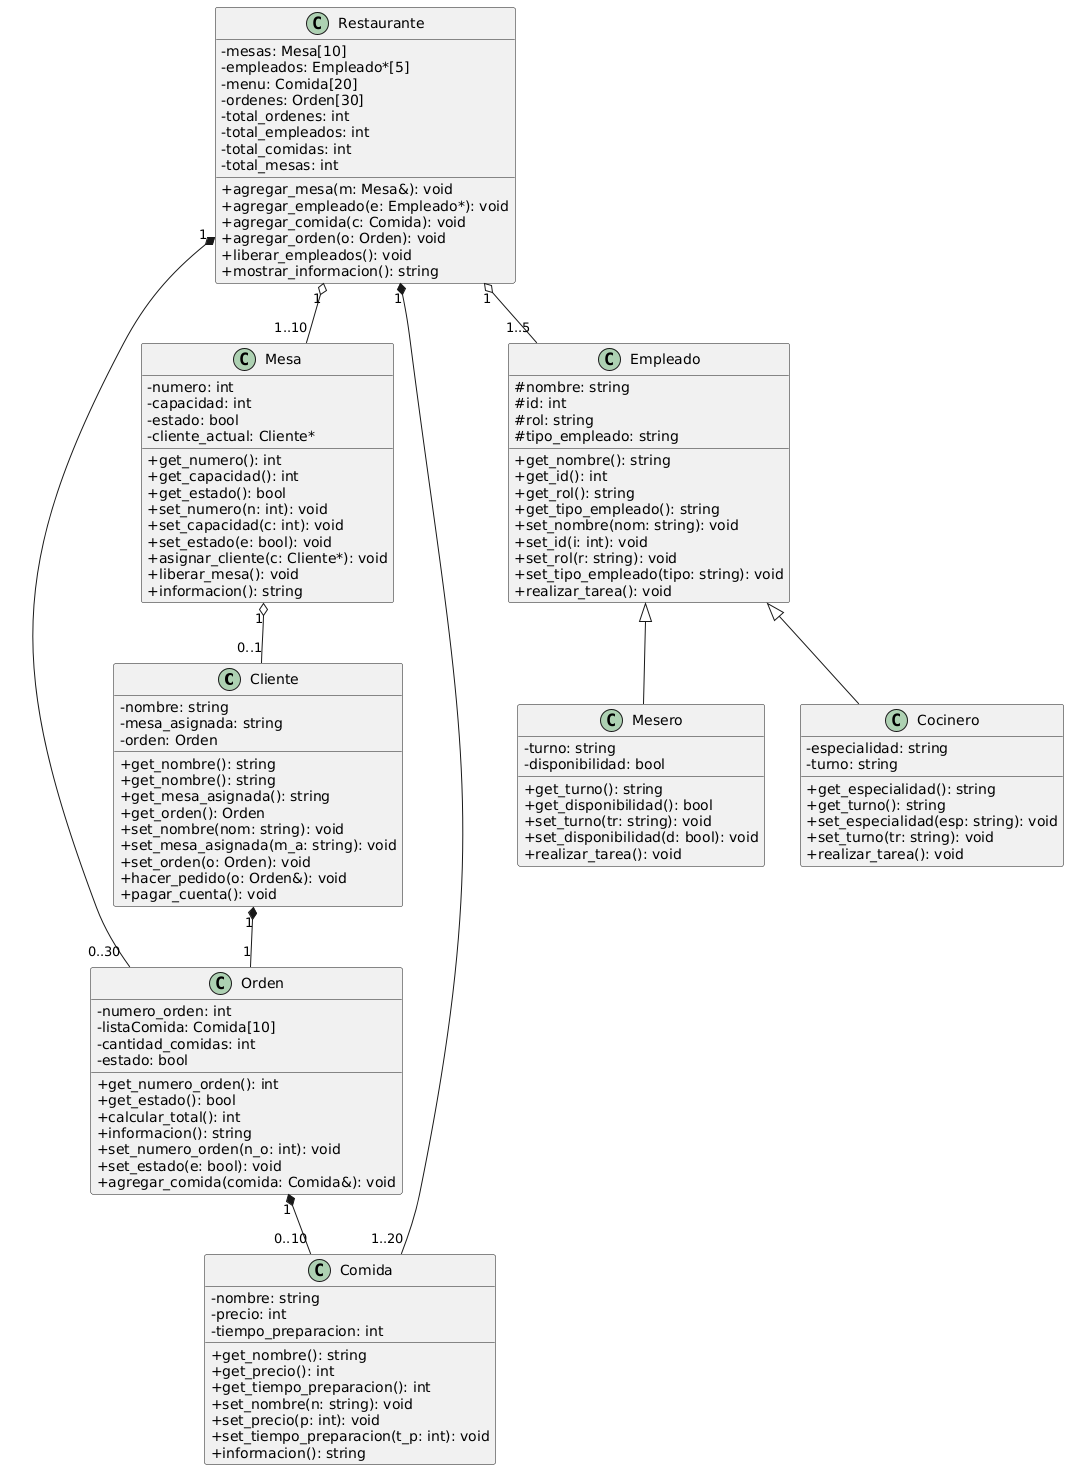 C Restaurante
-mesas: Mesa[10]
-empleados: Empleado*[5]
-menu: Comida[20]
-ordenes: Orden[30]
-total_ordenes: int
-total_empleados: int
-total_comidas: int
-total_mesas: int
+agregar_mesa(m: Mesa&): void
+agregar_empleado(e: Empleado*): void
+agregar_comida(c: Comida): void
+agregar_orden(o: Orden): void
+liberar_empleados(): void
+mostrar_informacion(): string
1
1
1
1
1..10
1..5
C Mesa
-numero: int
-capacidad: int
-estado: bool
-cliente_actual: Cliente*
+get_numero(): int
+get_capacidad(): int
+get_estado(): bool
+set_numero(n: int): void
+set_capacidad(c: int): void
+set_estado(e: bool): void
+asignar_cliente(c: Cliente*): void
+liberar_mesa(): void
+informacion(): string
C Empleado
#nombre: string
#id: int
#rol: string
#tipo_empleado: string
+get_nombre(): string
+get_id(): int
+get_rol(): string
+get_tipo_empleado(): string
+set_nombre(nom: string): void
+set_id(i: int): void
+set_rol(r: string): void
+set_tipo_empleado(tipo: string): void
+realizar_tarea(): void
1
0..1
C Cliente
-nombre: string
-mesa_asignada: string
-orden: Orden
+get_nombre(): string
+get_nombre(): string
+get_mesa_asignada(): string
+get_orden(): Orden
+set_nombre(nom: string): void
+set_mesa_asignada(m_a: string): void
+set_orden(o: Orden): void
+hacer_pedido(o: Orden&): void
+pagar_cuenta(): void
C Mesero
-turno: string
-disponibilidad: bool
+get_turno(): string
+get_disponibilidad(): bool
+set_turno(tr: string): void
+set_disponibilidad(d: bool): void
+realizar_tarea(): void
C Cocinero
-especialidad: string
-turno: string
+get_especialidad(): string
+get_turno(): string
+set_especialidad(esp: string): void
+set_turno(tr: string): void
+realizar_tarea(): void
1
0..30
1
C Orden
-numero_orden: int
-listaComida: Comida[10]
-cantidad_comidas: int
-estado: bool
+get_numero_orden(): int
+get_estado(): bool
+calcular_total(): int
+informacion(): string
+set_numero_orden(n_o: int): void
+set_estado(e: bool): void
+agregar_comida(comida: Comida&): void
1
0..10
1..20
C Comida
-nombre: string
-precio: int
-tiempo_preparacion: int
+get_nombre(): string
+get_precio(): int
+get_tiempo_preparacion(): int
+set_nombre(n: string): void
+set_precio(p: int): void
+set_tiempo_preparacion(t_p: int): void
+informacion(): string